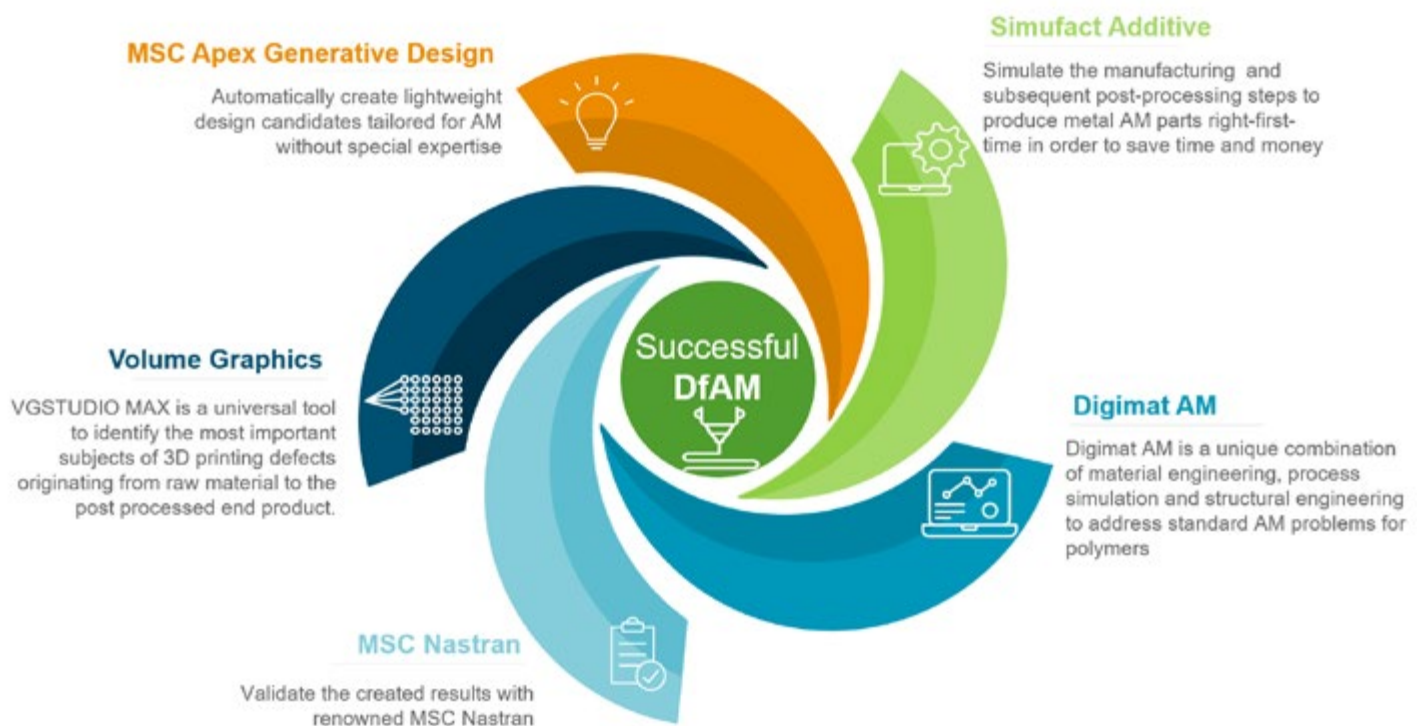 MSC Apex Generative Design
Automatically create lightweight
design candidates tailored for AM
without special expertise
Simufact Additive
Simulate the manufacturing and
subsequent post-processing steps to
produce metal AM parts right-first-
time in order to save time and money
Successful
DfAM
Volume Graphics
VGSTUDIO MAX is a universal tool
to identify the most important
subjects of 3D printing defects
originating from raw material to the
post processed end product.
Digimat AM
Digimat AM is a unique combination
of material engineering, process
simulation and structural engineering
to address standard AM problems for
polymers
MSC Nastran
Validate the created results with
renowned MSC Nastran